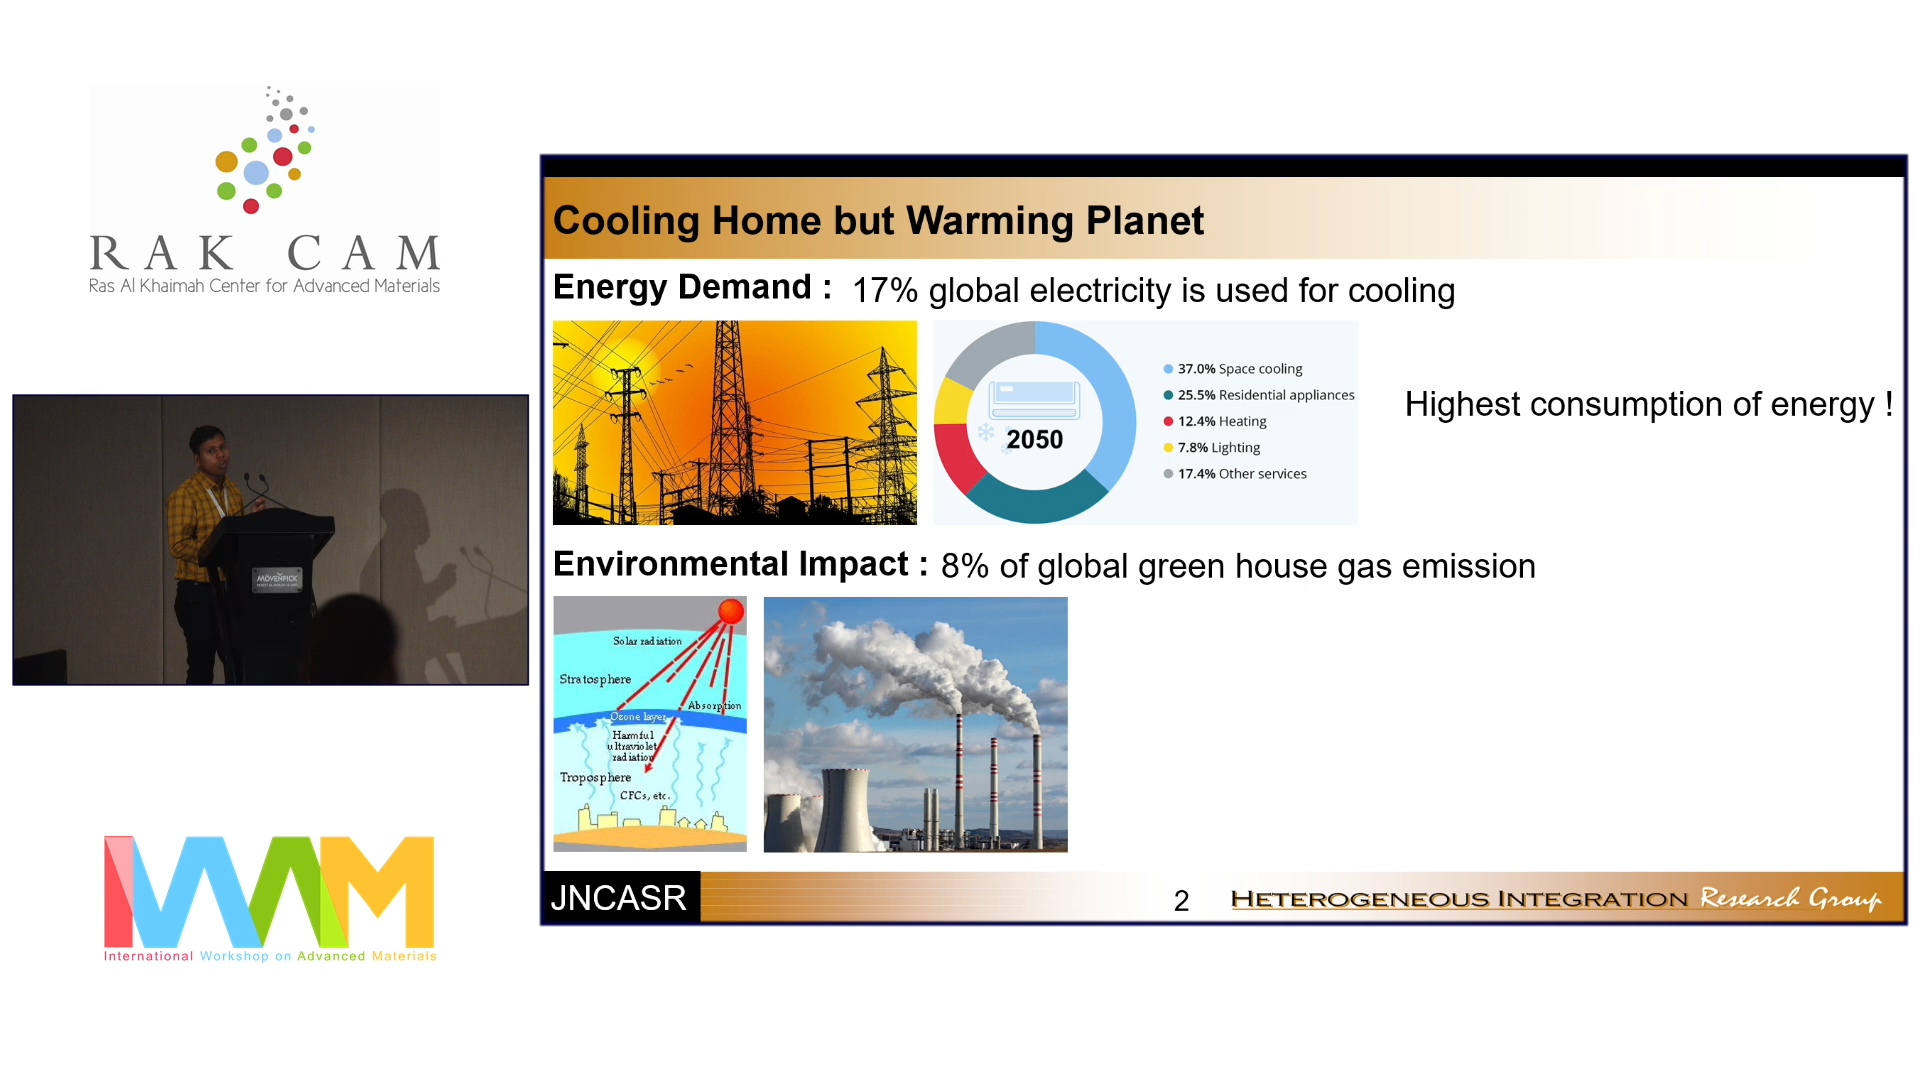 RAK CAM
Ras Al Khaimah Center for Advanced Materials
MÖVENPICK
International Workshop on Advanced Materials
Cooling Home but Warming Planet
Energy Demand : 17% global electricity is used for cooling
2050
37.0% Space cooling
25.5% Residential appliances
12.4% Heating
7.8% Lighting
17.4% Other services
Highest consumption of energy !
Environmental Impact : 8% of global green house gas emission
Solar radiation
Stratosphere
Absorption
Ozone layer
Harmful
ultraviolet
radiation
Troposphere
CFCs, etc.
JNCASR
2
HETEROGENEOUS INTEGRATION Research Group